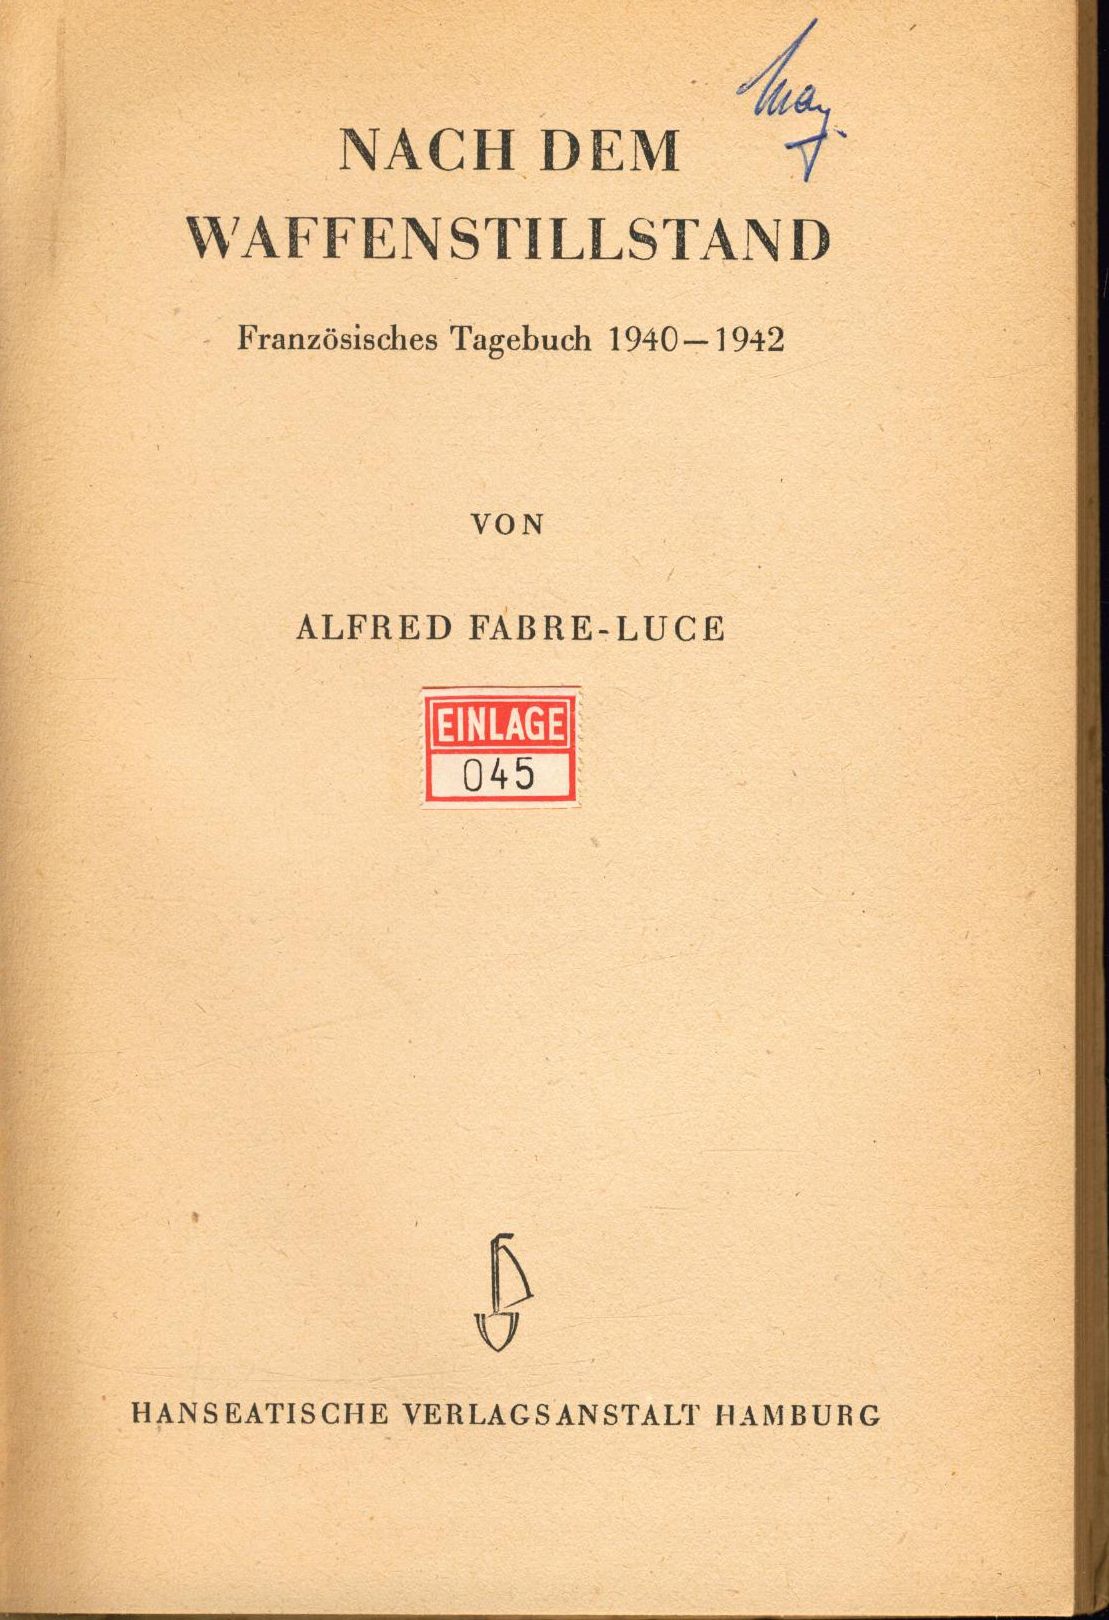 NACH DEM
WAFFENSTILLSTAND
Französisches Tagebuch 1940–1942
VON
ALFRED FABRE-LUCE
EINLAGE
045
HANSEATISCHE VERLAGSANSTALT HAMBURG